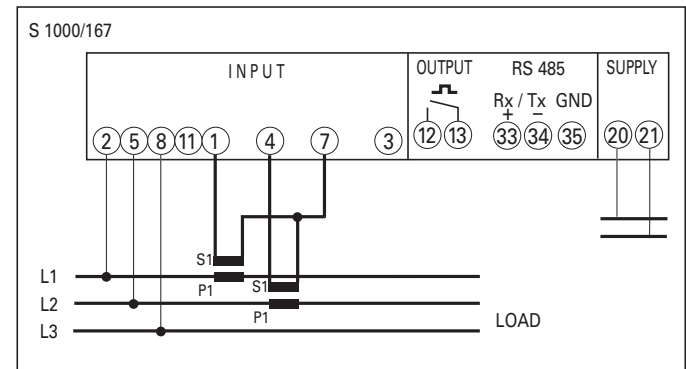 S 1000/167
INPUT OUTPUT RS 485 SUPPLY
Rx / Tx GND
+ −
2 5 8 11 1 4 7 3 12 13 33 34 35 20 21
S1
L1
P1 S1
L2
P1 LOAD
L3